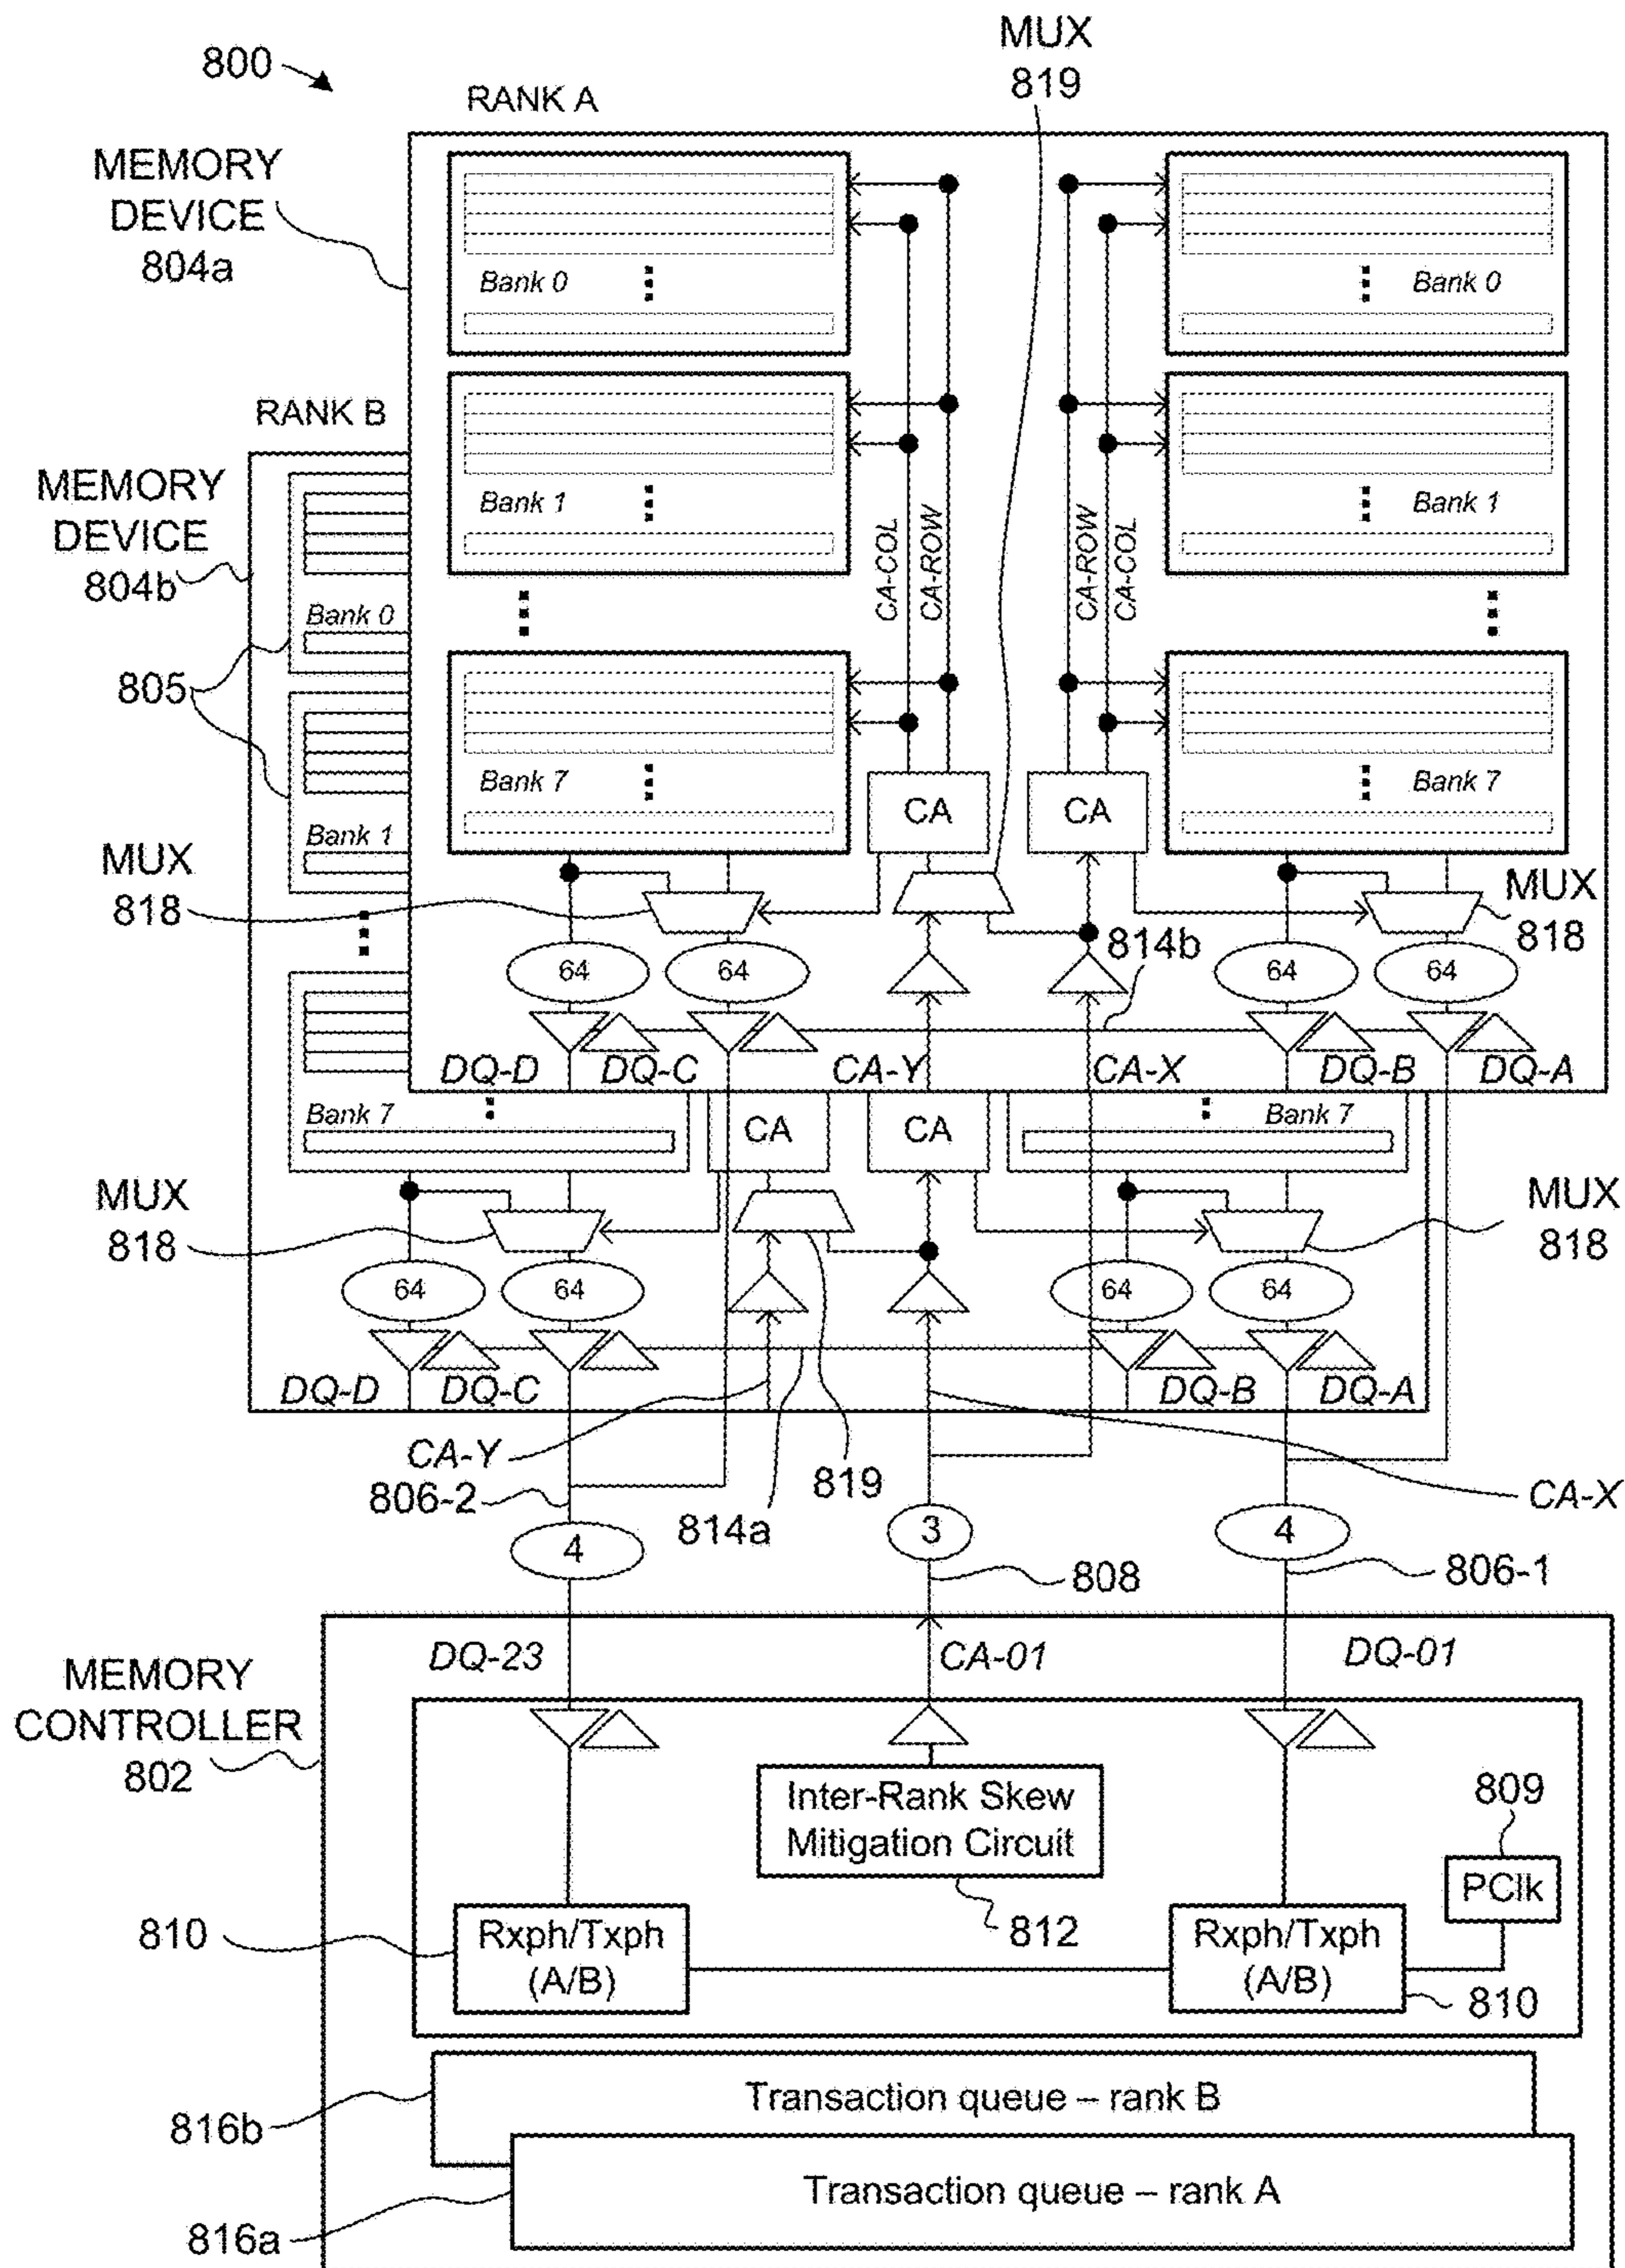 MUX
819
800
RANK A
MEMORY
DEVICE
804a
Bank 0
Bank 0
RANK B
MEMORY
DEVICE
804b
Bank 1
Bank 1
CA-COL
CA-ROW
CA-ROW
CA-COL
Bank 0
805
Bank 7
Bank 7
CA
CA
Bank 1
MUX
818
MUX
818
814b
64
64
64
64
DQ-D
DQ-C
CA-Y
CA-X
DQ-B
DQ-A
Bank 7
CA
CA
Bank 7
MUX
818
MUX
818
64
64
64
64
DQ-D
DQ-C
DQ-B
DQ-A
CA-Y
819
806-2
814a
CA-X
4
3
4
808
806-1
DQ-23
CA-01
DQ-01
MEMORY
CONTROLLER
802
Inter-Rank Skew
Mitigation Circuit
809
PClk
810
Rxph/Txph
(A/B)
812
Rxph/Txph
(A/B)
810
Transaction queue – rank B
816b
Transaction queue – rank A
816a